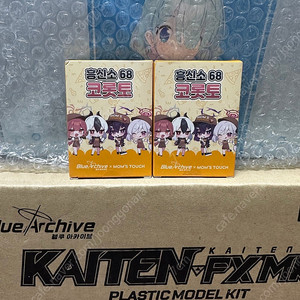 흥신소 68
흥신소 68
코롯토
코롯토
Blue Archive × MOM'S TOUCH
Blue Archive × MOM'S TOUCH
Blue Archive
블루 아카이브
KAITEN
KAITEN FX M
PLASTIC MODEL KIT